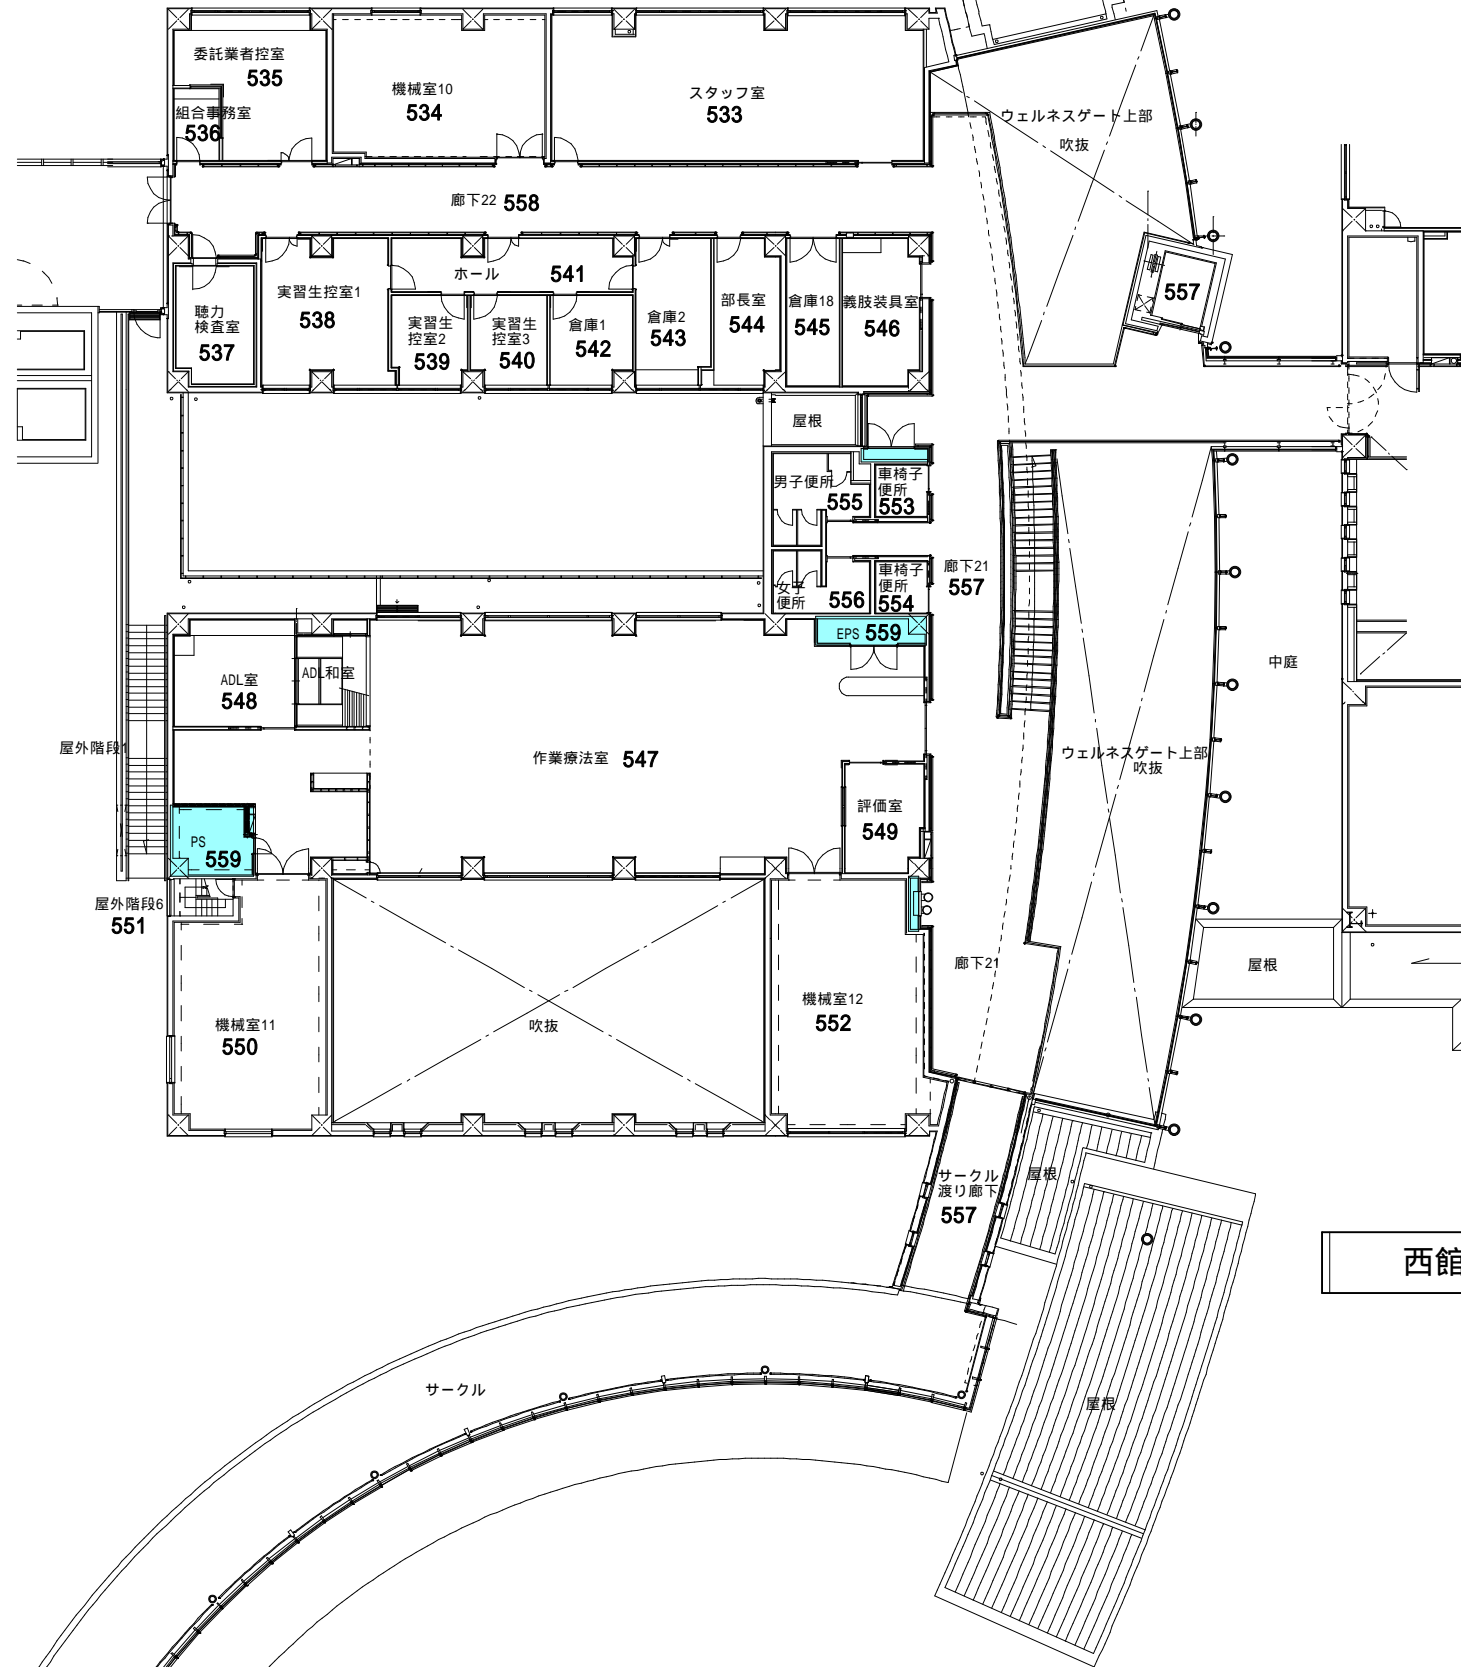 委託業者控室
535
組合事務室
536
機械室10
534
スタッフ室
533
ウェルネスゲート上部
吹抜
廊下22 558
聴力
検査室
537
実習生控室1
538
ホール 541
実習生
控室2
539
実習生
控室3
540
倉庫1
542
倉庫2
543
部長室
544
倉庫18
545
義肢装具室
546
557
屋根
男子便所
555
車椅子
便所
553
女子
便所
556
車椅子
便所
554
廊下21
557
EPS 559
中庭
ADL室
548
ADL和室
屋外階段1
作業療法室 547
ウェルネスゲート上部
吹抜
評価室
549
PS
559
屋外階段6
551
廊下21
屋根
機械室11
550
吹抜
機械室12
552
サークル
渡り廊下
557
屋根
西館
サークル
屋根